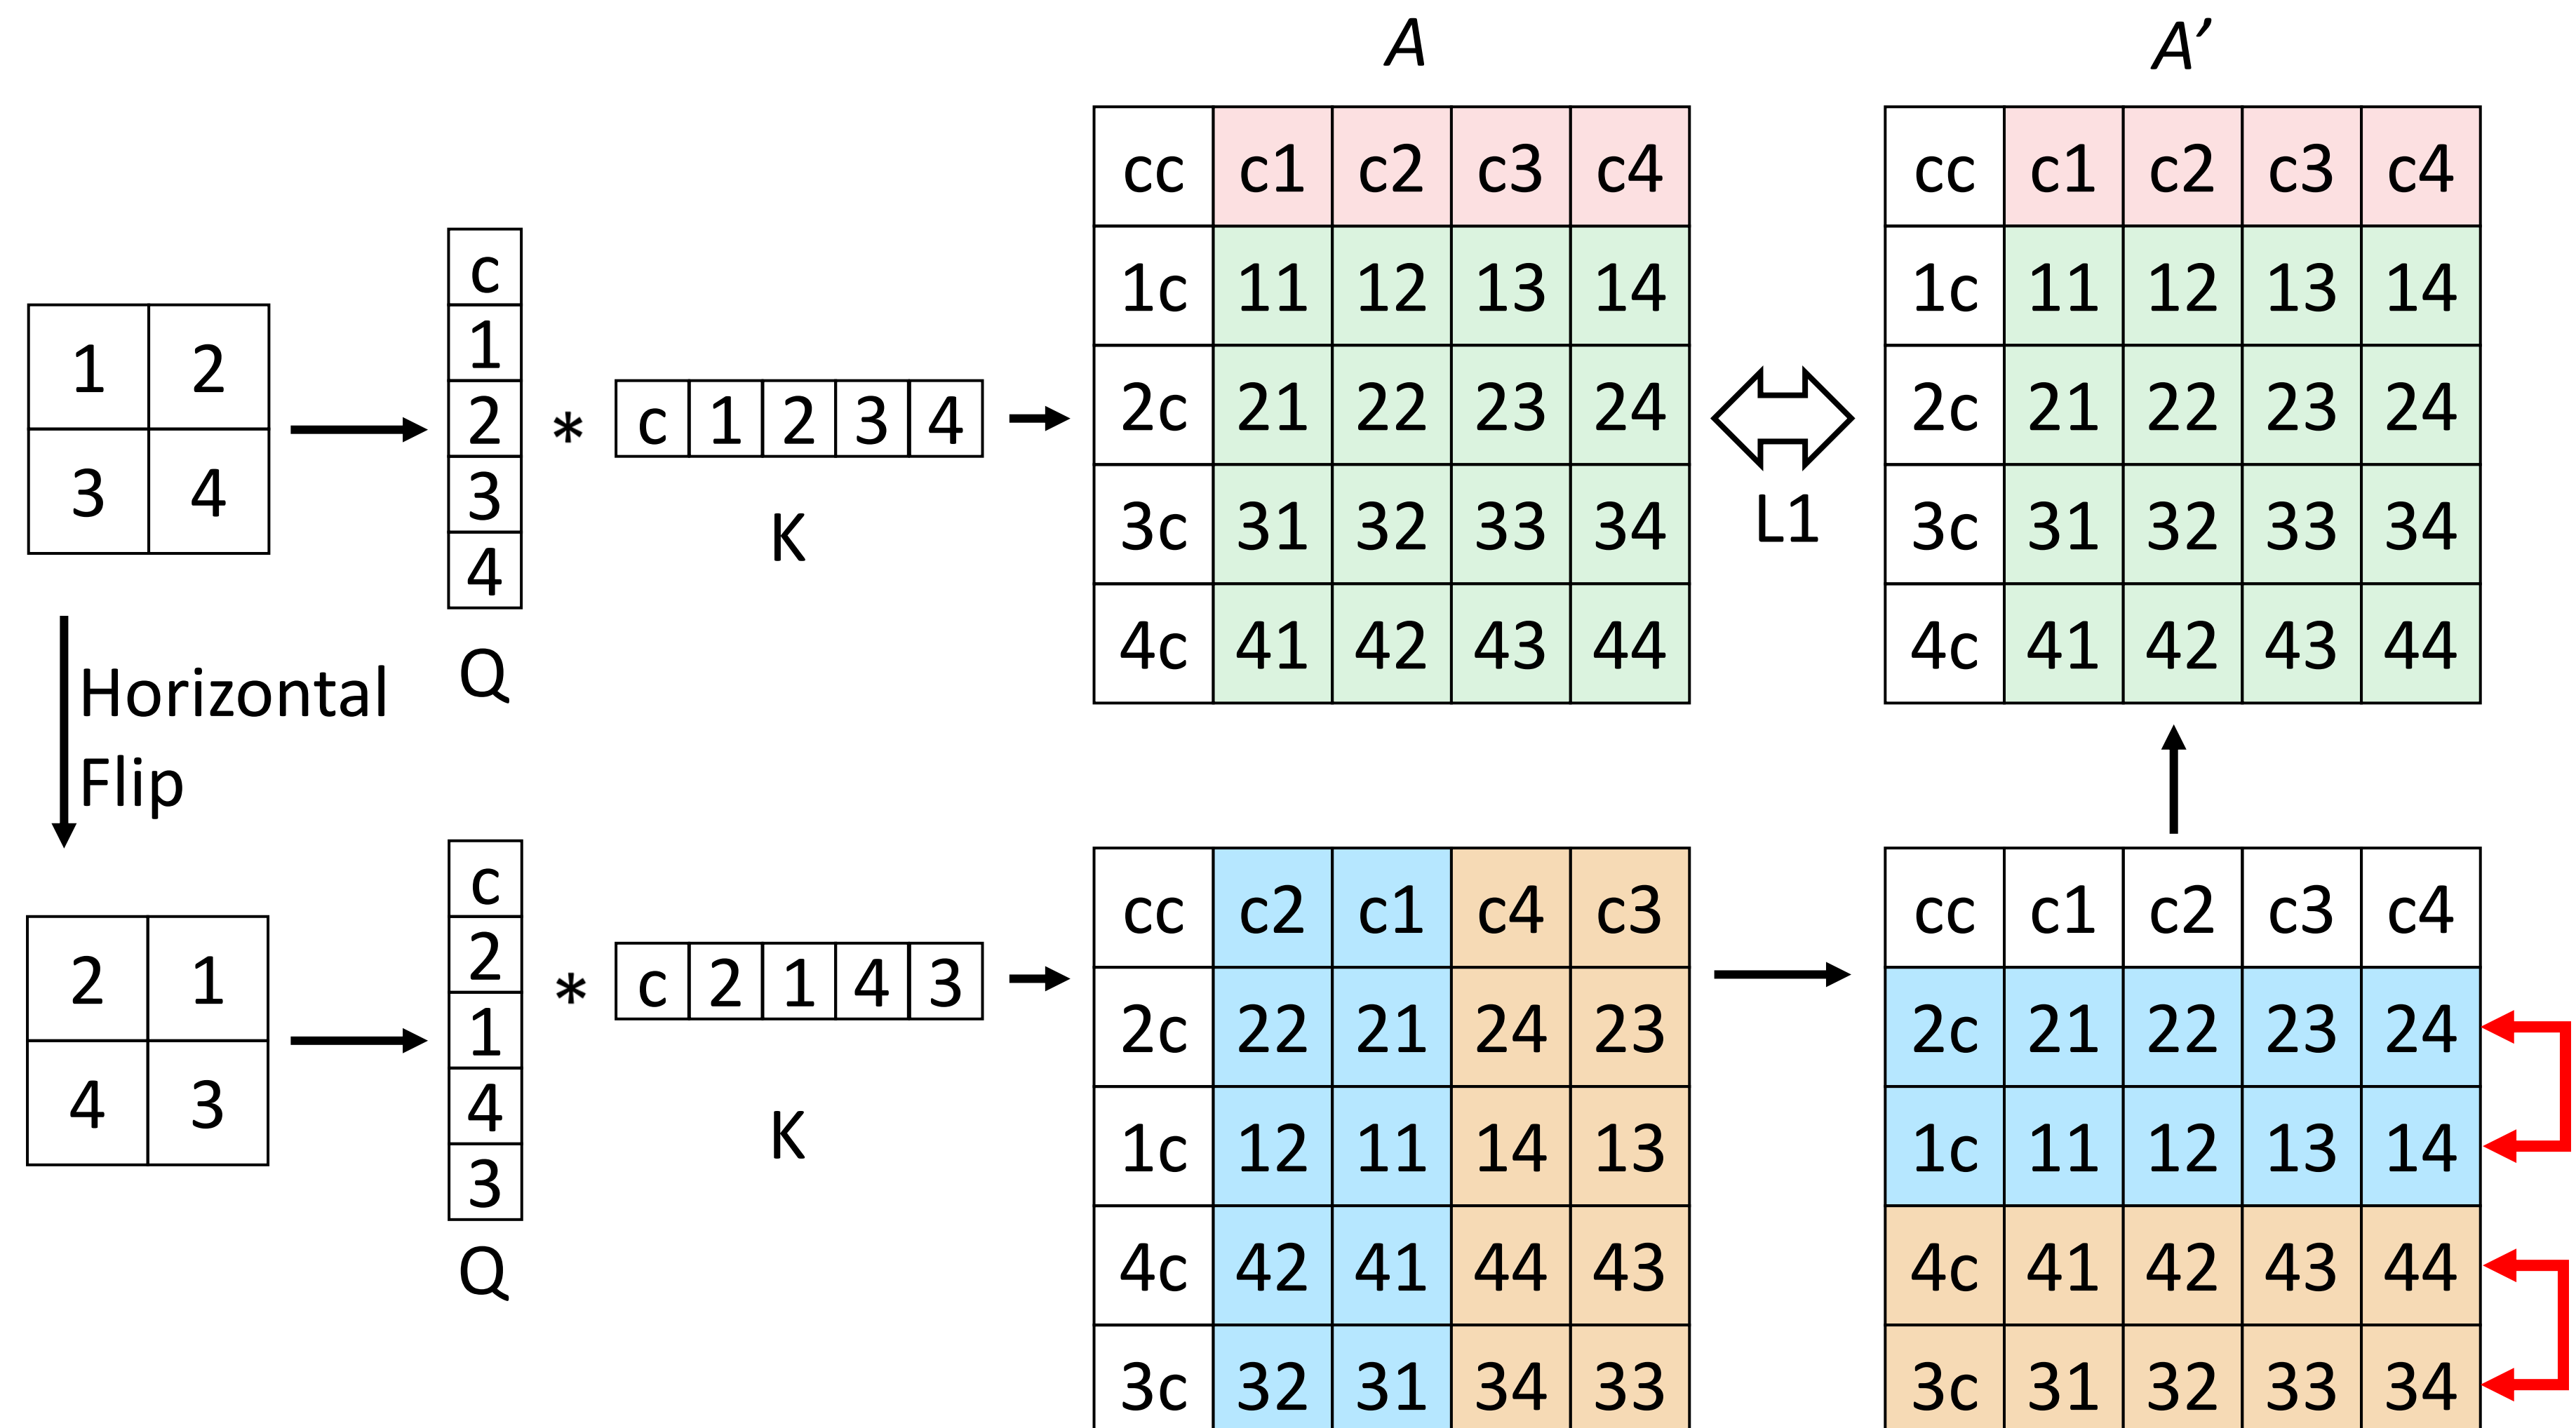 A
A’
1 2
3 4
c
1
2
3
4
Q
*
c 1 2 3 4
K
cc c1 c2 c3 c4
1c 11 12 13 14
2c 21 22 23 24
3c 31 32 33 34
4c 41 42 43 44
L1
cc c1 c2 c3 c4
1c 11 12 13 14
2c 21 22 23 24
3c 31 32 33 34
4c 41 42 43 44
Horizontal
Flip
2 1
4 3
c
2
1
4
3
Q
*
c 2 1 4 3
K
cc c2 c1 c4 c3
2c 22 21 24 23
1c 12 11 14 13
4c 42 41 44 43
3c 32 31 34 33
cc c1 c2 c3 c4
2c 21 22 23 24
1c 11 12 13 14
4c 41 42 43 44
3c 31 32 33 34